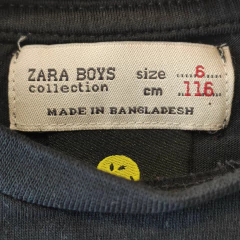 ZARA BOYS size 6
collection cm 116
MADE IN BANGLADESH